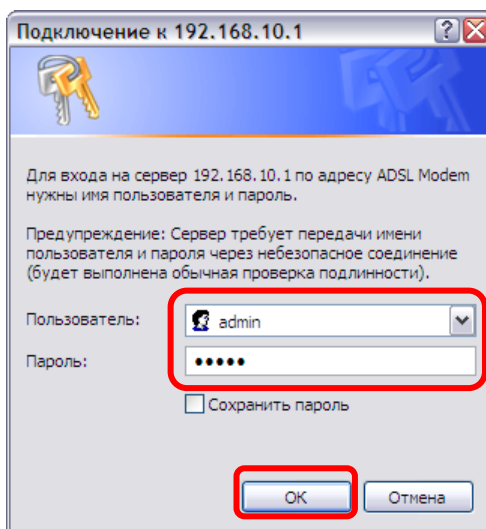 Подключение к 192.168.10.1
Для входа на сервер 192.168.10.1 по адресу ADSL Modem
нужны имя пользователя и пароль.
Предупреждение: Сервер требует передачи имени
пользователя и пароля через небезопасное соединение
(будет выполнена обычная проверка подлинности).
Пользователь:
admin
Пароль:
•••••
Сохранить пароль
OK
Отмена